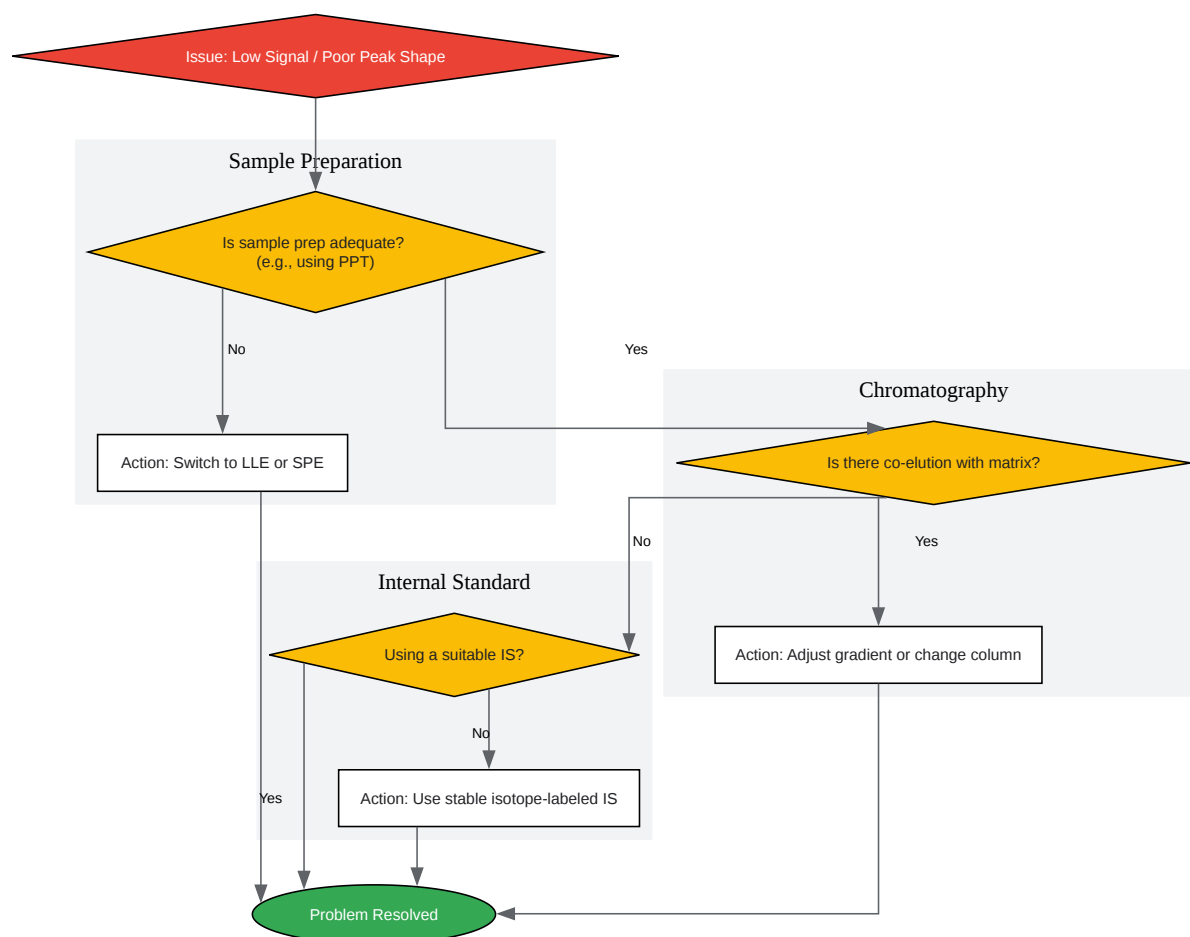 Issue: Low Signal / Poor Peak Shape
Sample Preparation
Is sample prep adequate?
(e.g., using PPT)
No
Yes
Action: Switch to LLE or SPE
Chromatography
Is there co-elution with matrix?
No
Yes
Internal Standard
Using a suitable IS?
Action: Adjust gradient or change column
No
Yes
Action: Use stable isotope-labeled IS
Problem Resolved